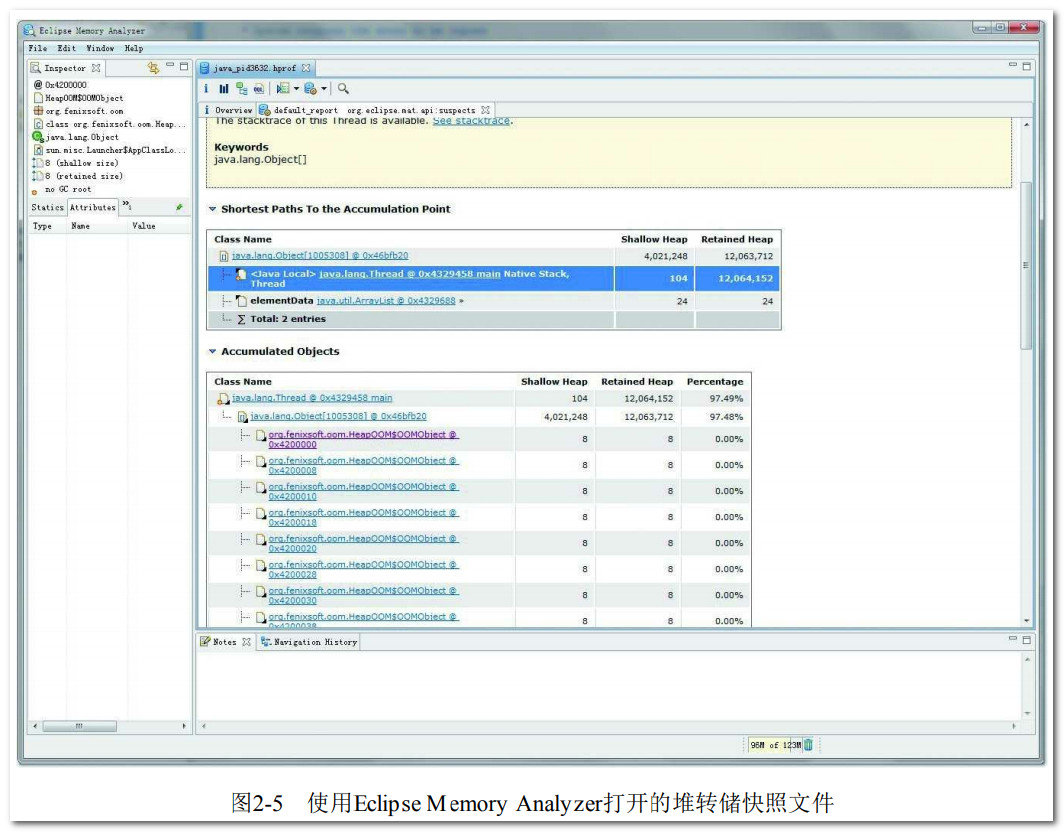 Eclipse Memory Analyzer
File Edit Window Help
Inspector
@ 0x4200000
HeapOOM$OOMObject
org.fenixsoft.oom
class org.fenixsoft.oom.Heap...
java.lang.Object
sun.misc.Launcher$AppClassLo...
8 (shallow size)
8 (retained size)
no GC root
Statics Attributes »1
Type Name Value
java_pid3632.hprof
i Overview default_report org.eclipse.mat.api:suspects
The stacktrace of this Thread is available. See stacktrace.
Keywords
java.lang.Object[]
Shortest Paths To the Accumulation Point
Class Name Shallow Heap Retained Heap
java.lang.Object[1005308] @ 0x46bfb20 4,021,248 12,063,712
<Java Local> java.lang.Thread @ 0x4329458 main Native Stack, 104 12,064,152
Thread
elementData java.util.ArrayList @ 0x4329688 » 24 24
∑ Total: 2 entries
Accumulated Objects
Class Name Shallow Heap Retained Heap Percentage
java.lang.Thread @ 0x4329458 main 104 12,064,152 97.49%
java.lang.Object[1005308] @ 0x46bfb20 4,021,248 12,063,712 97.48%
org.fenixsoft.oom.HeapOOM$OOMObject @ 8 8 0.00%
0x4200000
org.fenixsoft.oom.HeapOOM$OOMObject @ 8 8 0.00%
0x4200008
org.fenixsoft.oom.HeapOOM$OOMObject @ 8 8 0.00%
0x4200010
org.fenixsoft.oom.HeapOOM$OOMObject @ 8 8 0.00%
0x4200018
org.fenixsoft.oom.HeapOOM$OOMObject @ 8 8 0.00%
0x4200020
org.fenixsoft.oom.HeapOOM$OOMObject @ 8 8 0.00%
0x4200028
org.fenixsoft.oom.HeapOOM$OOMObject @ 8 8 0.00%
0x4200030
org.fenixsoft.oom.HeapOOM$OOMObject @ 8 8 0.00%
0x4200038
Notes Navigation History
96M of 123M
图2-5 使用Eclipse Memory Analyzer打开的堆转储快照文件